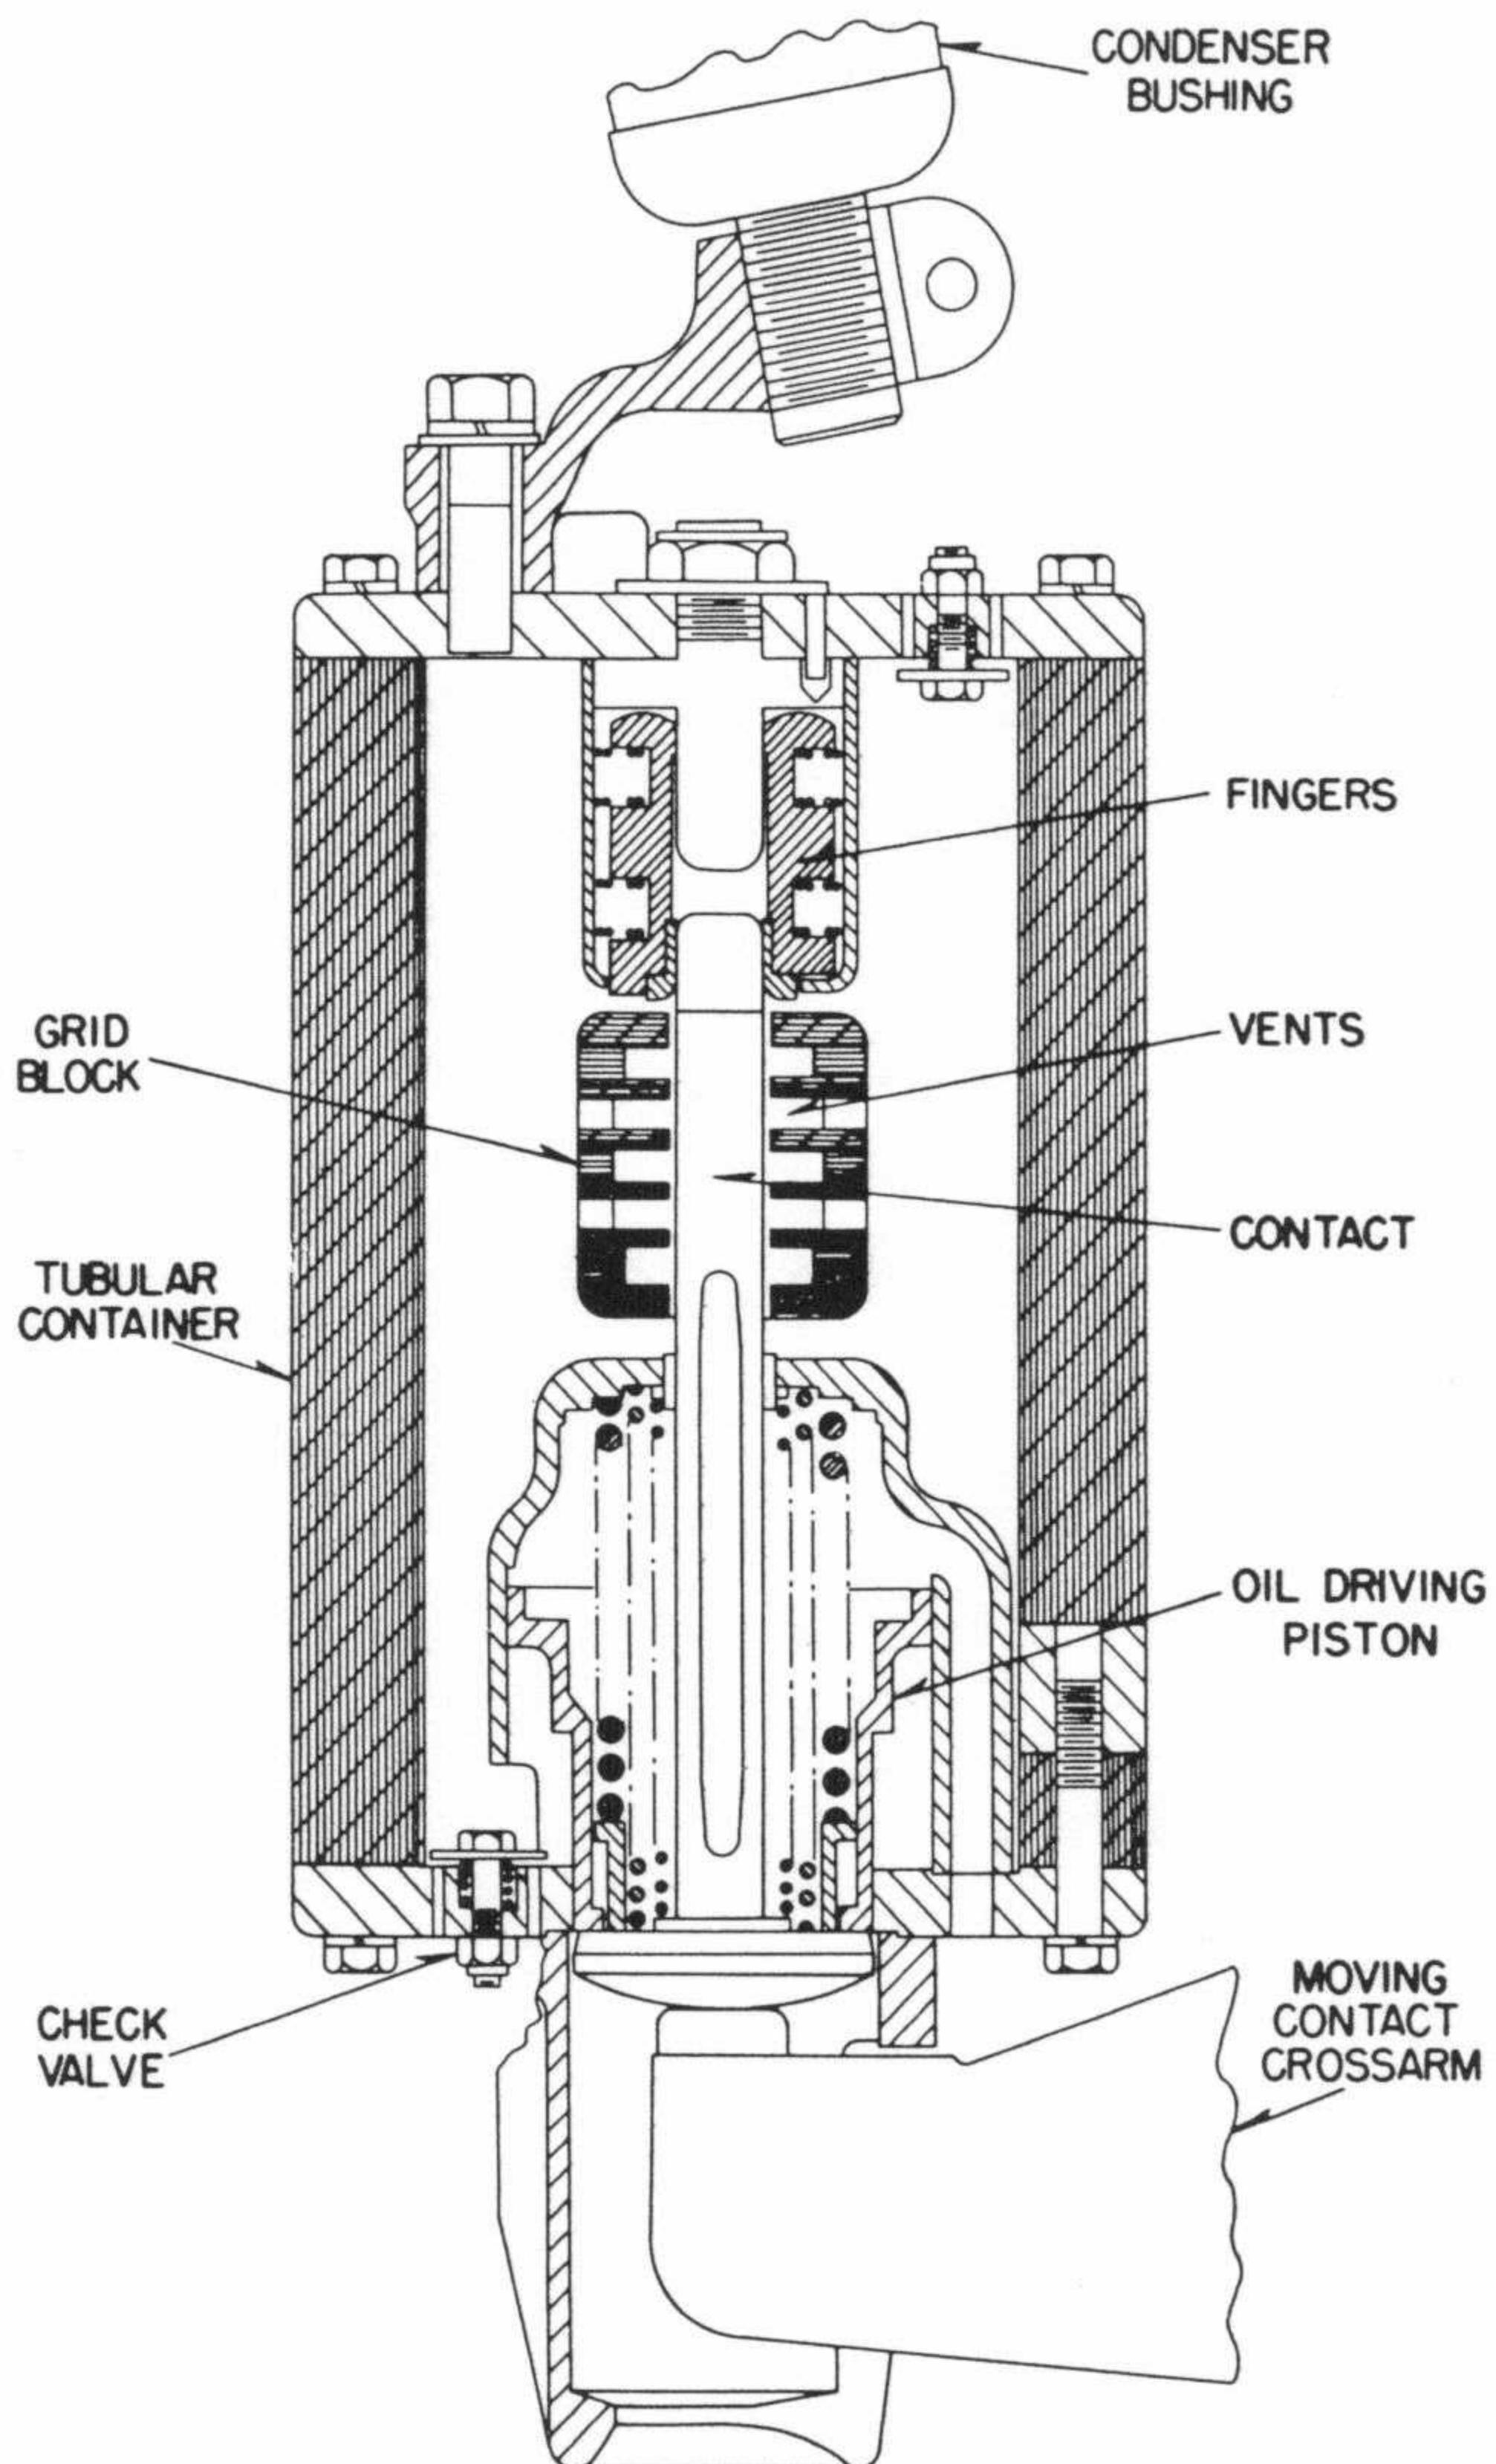 CONDENSER
BUSHING
FINGERS
GRID
BLOCK
VENTS
CONTACT
TUBULAR
CONTAINER
OIL DRIVING
PISTON
CHECK
VALVE
MOVING
CONTACT
CROSSARM